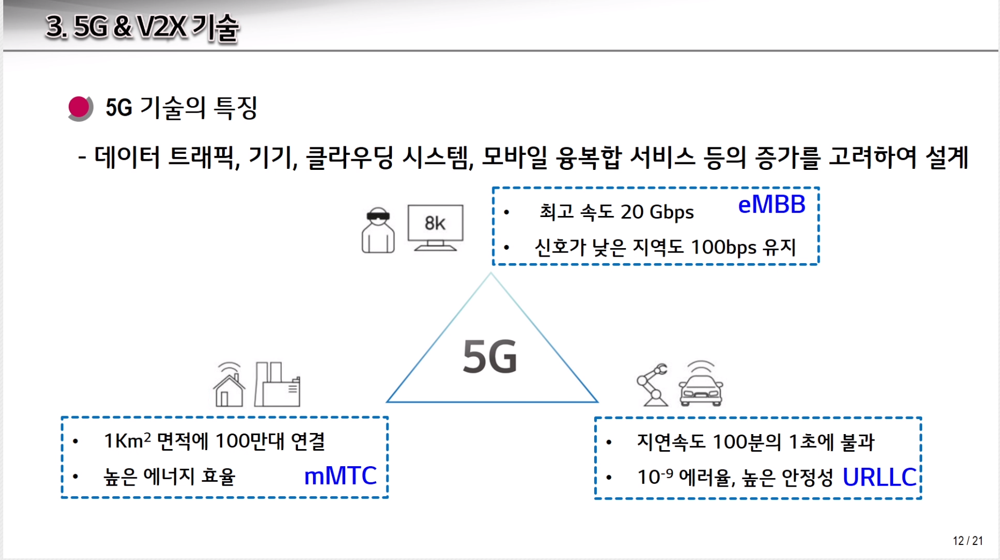 3. 5G & V2X 기술
5G 기술의 특징
- 데이터 트래픽, 기기, 클라우딩 시스템, 모바일 융복합 서비스 등의 증가를 고려하여 설계
8k
• 최고 속도 20 Gbps eMBB
• 신호가 낮은 지역도 100bps 유지
5G
• 1Km² 면적에 100만대 연결
• 높은 에너지 효율 mMTC
• 지연속도 100분의 1초에 불과
• 10⁻⁹ 에러율, 높은 안정성 URLLC
12 / 21